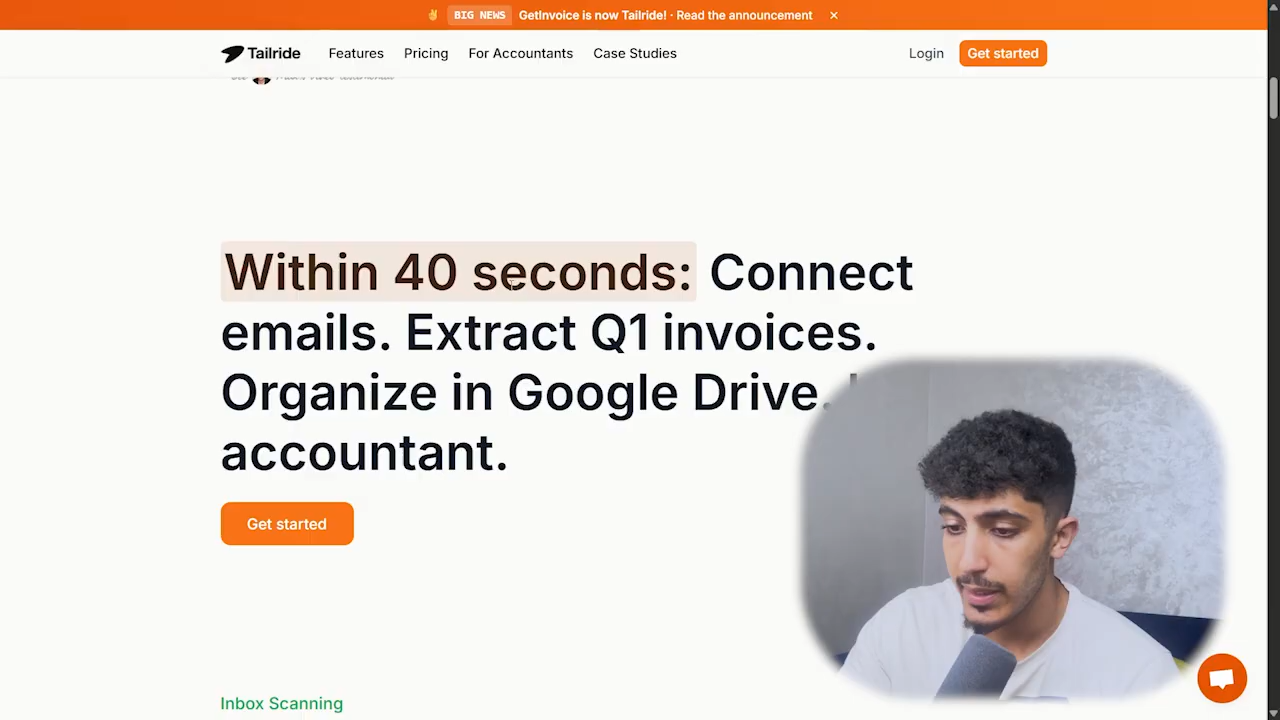 BIG NEWS GetInvoice is now Tailride! · Read the announcement ✕
Tailride Features Pricing For Accountants Case Studies Login Get started
Within 40 seconds: Connect
emails. Extract Q1 invoices.
Organize in Google Drive.
accountant.
Get started
Inbox Scanning